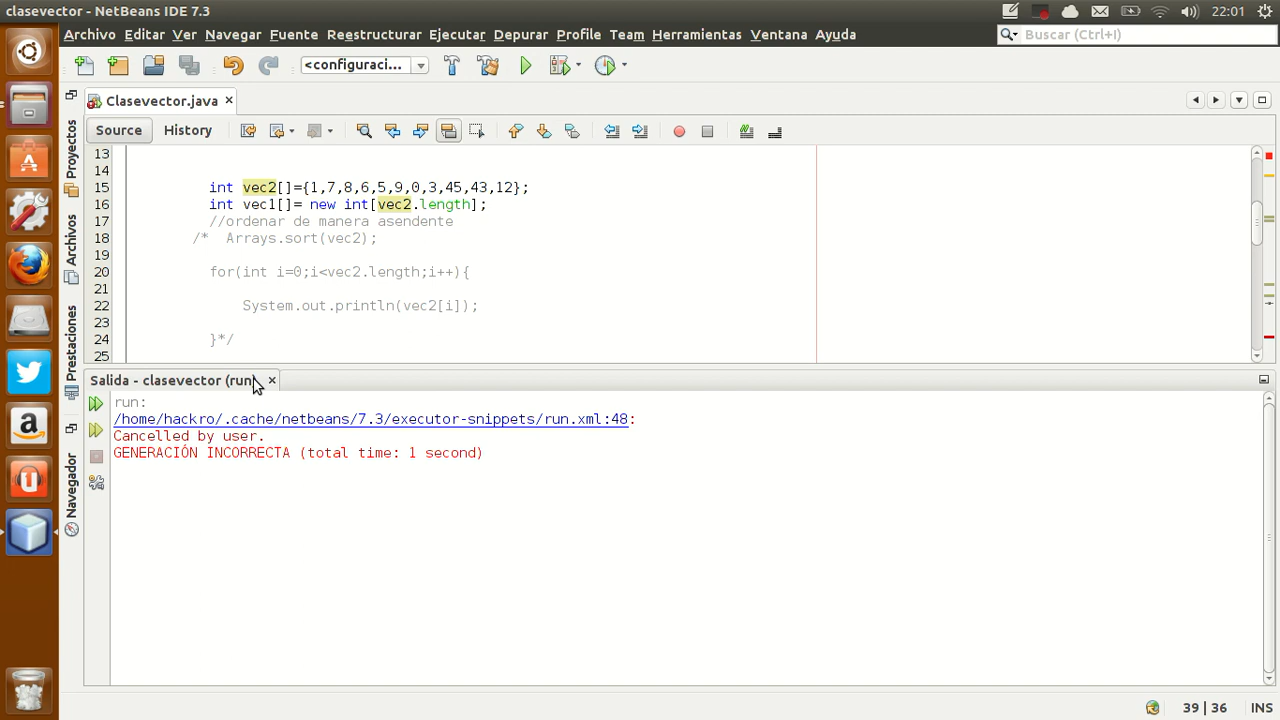 clasevector - NetBeans IDE 7.3
22:01
Archivo Editar Ver Navegar Fuente Reestructurar Ejecutar Depurar Profile Team Herramientas Ventana Ayuda
Buscar (Ctrl+I)
<configuraci...
Clasevector.java
Source History
Proyectos
Archivos
Prestaciones
Navegador
13
14
15 int vec2[]={1,7,8,6,5,9,0,3,45,43,12};
16 int vec1[]= new int[vec2.length];
17 //ordenar de manera asendente
18 /* Arrays.sort(vec2);
19
20 for(int i=0;i<vec2.length;i++){
21
22 System.out.println(vec2[i]);
23
24 }*/
25
Salida - clasevector (run)
run:
/home/hackro/.cache/netbeans/7.3/executor-snippets/run.xml:48:
Cancelled by user.
GENERACIÓN INCORRECTA (total time: 1 second)
39 | 36 INS